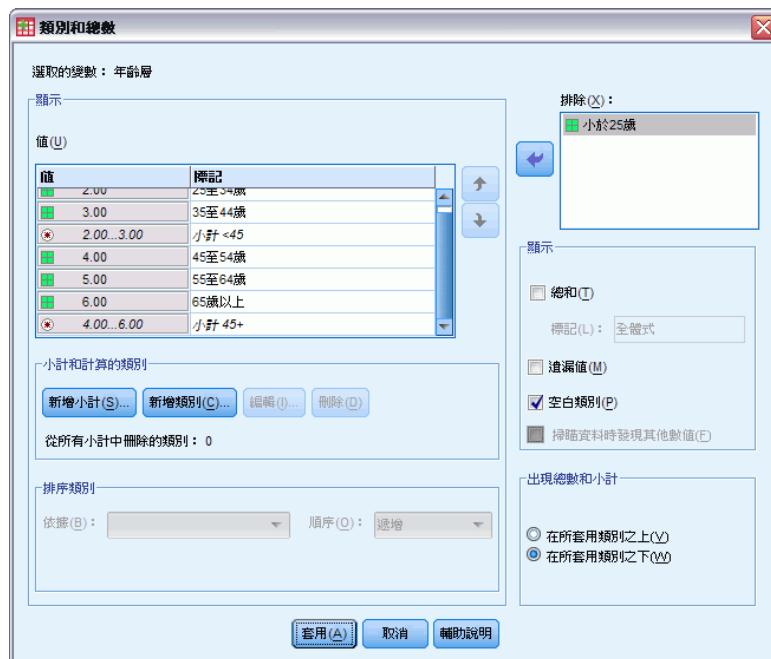 類別和總數
選取的變數：年齡層
顯示
值(U)
值 標記
2.00 25至34歲
3.00 35至44歲
2.00...3.00 小計 <45
4.00 45至54歲
5.00 55至64歲
6.00 65歲以上
4.00...6.00 小計 45+
小計和計算的類別
新增小計(S)... 新增類別(C)... 編輯(I)... 刪除(D)
從所有小計中刪除的類別：0
排序類別
依據(B)： 順序(O)： 遞增
排除(X)：
小於25歲
顯示
總和(T)
標記(L)： 全體式
遺漏值(M)
空白類別(P)
掃瞄資料時發現其他數值(F)
出現總數和小計
在所套用類別之上(V)
在所套用類別之下(W)
套用(A) 取消 輔助說明